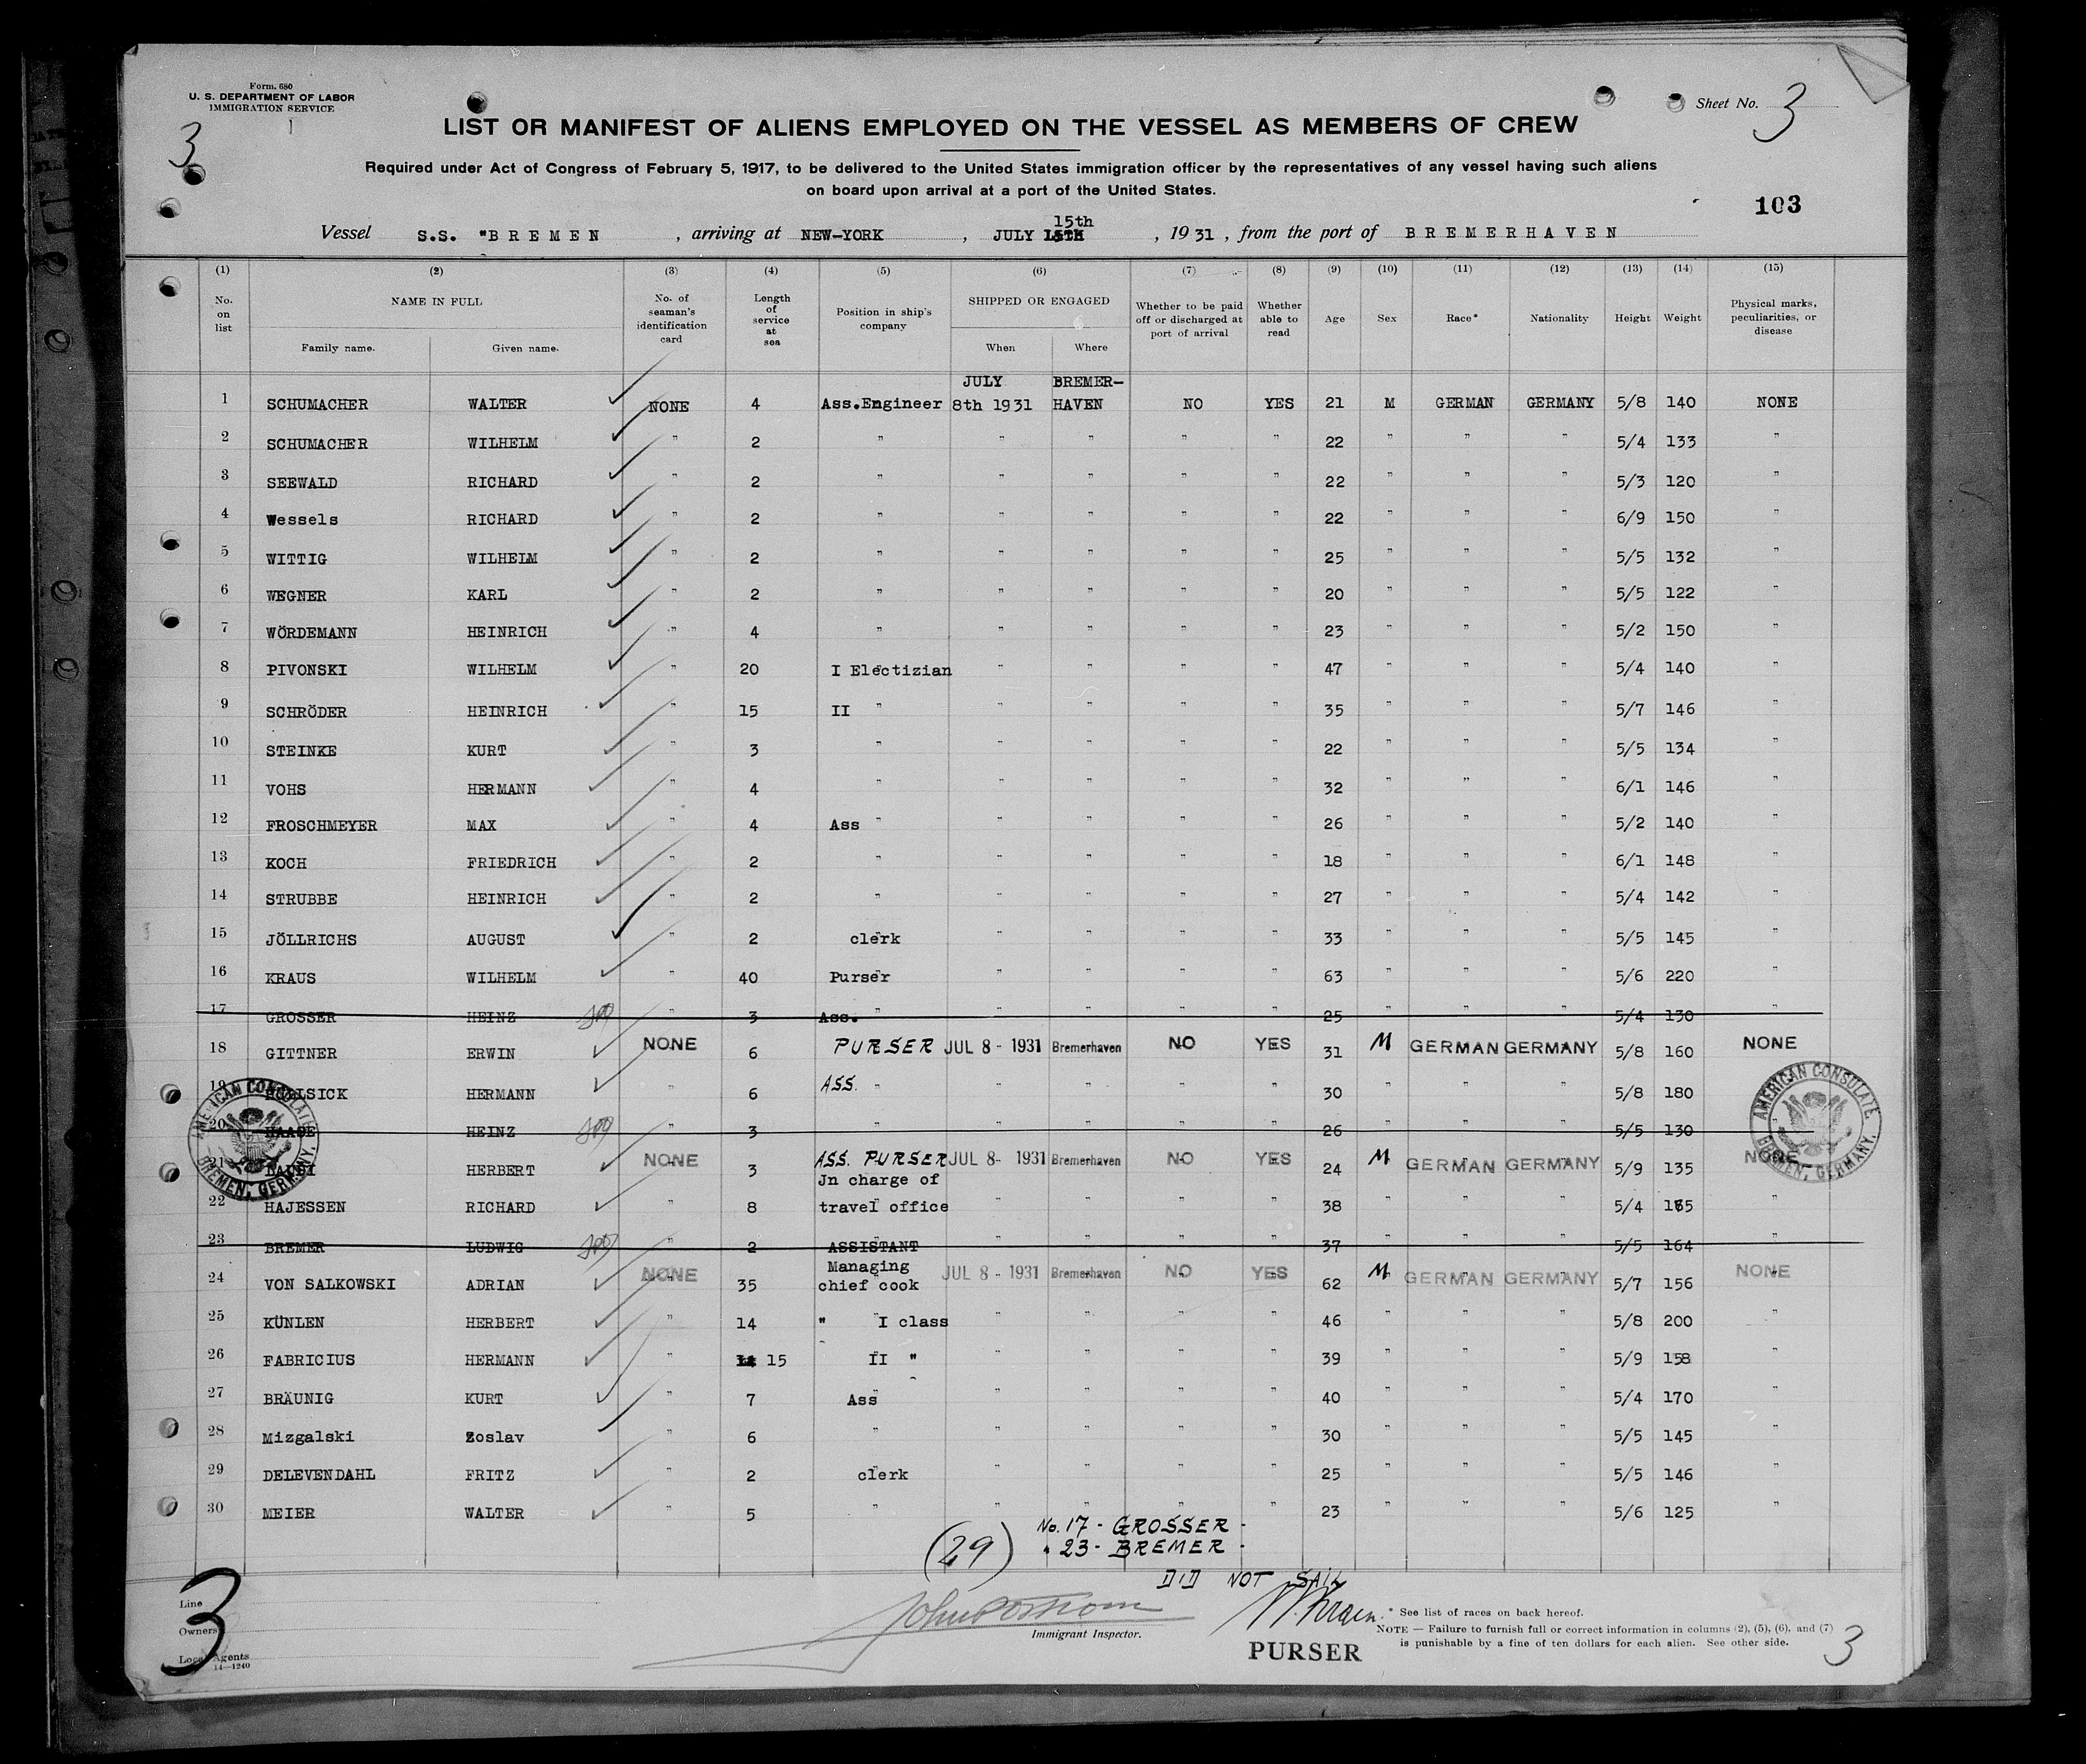 Form. 680
U. S. DEPARTMENT OF LABOR
IMMIGRATION SERVICE
3
Sheet No. 3
LIST OR MANIFEST OF ALIENS EMPLOYED ON THE VESSEL AS MEMBERS OF CREW
Required under Act of Congress of February 5, 1917, to be delivered to the United States immigration officer by the representatives of any vessel having such aliens
on board upon arrival at a port of the United States.
103
Vessel S.S. "BREMEN, arriving at NEW-YORK, JULY 15th, 1931, from the port of BREMERHAVEN
(1) (2) (3) (4) (5) (6) (7) (8) (9) (10) (11) (12) (13) (14) (15)
No. on list NAME IN FULL Family name. Given name. No. of seaman's identification card Length of service at sea Position in ship's company SHIPPED OR ENGAGED When Where Whether to be paid off or discharged at port of arrival Whether able to read Age Sex Race* Nationality Height Weight Physical marks, peculiarities, or disease
1 SCHUMACHER WALTER NONE 4 Ass.Engineer JULY 8th 1931 BREMER-HAVEN NO YES 21 M GERMAN GERMANY 5/8 140 NONE
2 SCHUMACHER WILHELM " 2 " " " " " 22 " " " 5/4 133 "
3 SEEWALD RICHARD " 2 " " " " " 22 " " " 5/3 120 "
4 Wessels RICHARD " 2 " " " " " 22 " " " 6/9 150 "
5 WITTIG WILHELM " 2 " " " " " 25 " " " 5/5 132 "
6 WEGNER KARL " 2 " " " " " 20 " " " 5/5 122 "
7 WÖRDEMANN HEINRICH " 4 " " " " " 23 " " " 5/2 150 "
8 PIVONSKI WILHELM " 20 I Electizian " " " " 47 " " " 5/4 140 "
9 SCHRÖDER HEINRICH " 15 II " " " " " 35 " " " 5/7 146 "
10 STEINKE KURT " 3 " " " " " 22 " " " 5/5 134 "
11 VOHS HERMANN " 4 " " " " " 32 " " " 6/1 146 "
12 FROSCHMEYER MAX " 4 Ass " " " " " 26 " " " 5/2 140 "
13 KOCH FRIEDRICH " 2 " " " " " 18 " " " 6/1 148 "
14 STRUBBE HEINRICH " 2 " " " " " 27 " " " 5/4 142 "
15 JÖLLRICHS AUGUST " 2 clerk " " " " 33 " " " 5/5 145 "
16 KRAUS WILHELM " 40 Purser " " " " 63 " " " 5/6 220 "
17 GROSSER HEINZ " 3 Ass. " " " " " 25 " " " 5/4 130 "
18 GITTNER ERWIN NONE 6 PURSER JUL 8 - 1931 Bremerhaven NO YES 31 M GERMAN GERMANY 5/8 160 NONE
19 HERMANN " 6 ASS. " " " " " 30 " " " 5/8 180 "
20 HAASE HEINZ " 3 " " " " " 26 " " " 5/5 130 "
21 HERBERT NONE 3 ASS. PURSER JUL 8 - 1931 Bremerhaven NO YES 24 M GERMAN GERMANY 5/9 135 NONE
22 HAJESSEN RICHARD " 8 Jn charge of travel office " " " " 38 " " " 5/4 165 "
23 BREMER LUDWIG " 2 ASSISTANT " " " " 37 " " " 5/5 164 "
24 VON SALKOWSKI ADRIAN NONE 35 Managing chief cook JUL 8 - 1931 Bremerhaven NO YES 62 M GERMAN GERMANY 5/7 156 NONE
25 KÜNLEN HERBERT " 14 " I class " " " " 46 " " " 5/8 200 "
26 FABRICIUS HERMANN " 15 II " " " " " 39 " " " 5/9 158 "
27 BRÄUNIG KURT " 7 Ass " " " " " 40 " " " 5/4 170 "
28 Mizgalski Zoslav " 6 " " " " " 30 " " " 5/5 145 "
29 DELEVENDAHL FRITZ " 2 clerk " " " " 25 " " " 5/5 146 "
30 MEIER WALTER " 5 " " " " " 23 " " " 5/6 125 "
AMERICAN CONSULATE BREMEN, GERMANY.
AMERICAN CONSULATE BREMEN, GERMANY.
(29)
No. 17 - GROSSER -
" 23 - BREMER -
DID NOT SAIL
3
Line
Owners
Local Agents
14—1240
Immigrant Inspector.
PURSER
* See list of races on back hereof.
NOTE — Failure to furnish full or correct information in columns (2), (5), (6), and (7)
is punishable by a fine of ten dollars for each alien. See other side.
3